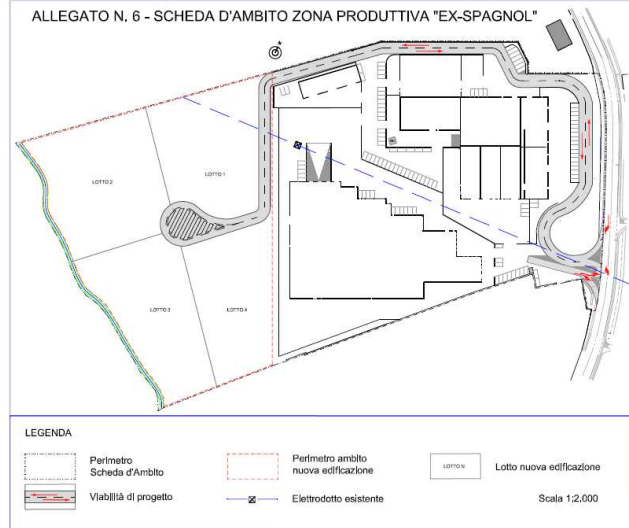 ALLEGATO N. 6 - SCHEDA D'AMBITO ZONA PRODUTTIVA "EX-SPAGNOL"
LOTTO 2
LOTTO 1
LOTTO 3
LOTTO 4
LEGENDA
Perimetro
Scheda d'Ambito
Perimetro ambito
nuova edificazione
LOTTO N
Lotto nuova edificazione
Viabilità di progetto
Elettrodotto esistente
Scala 1:2,000